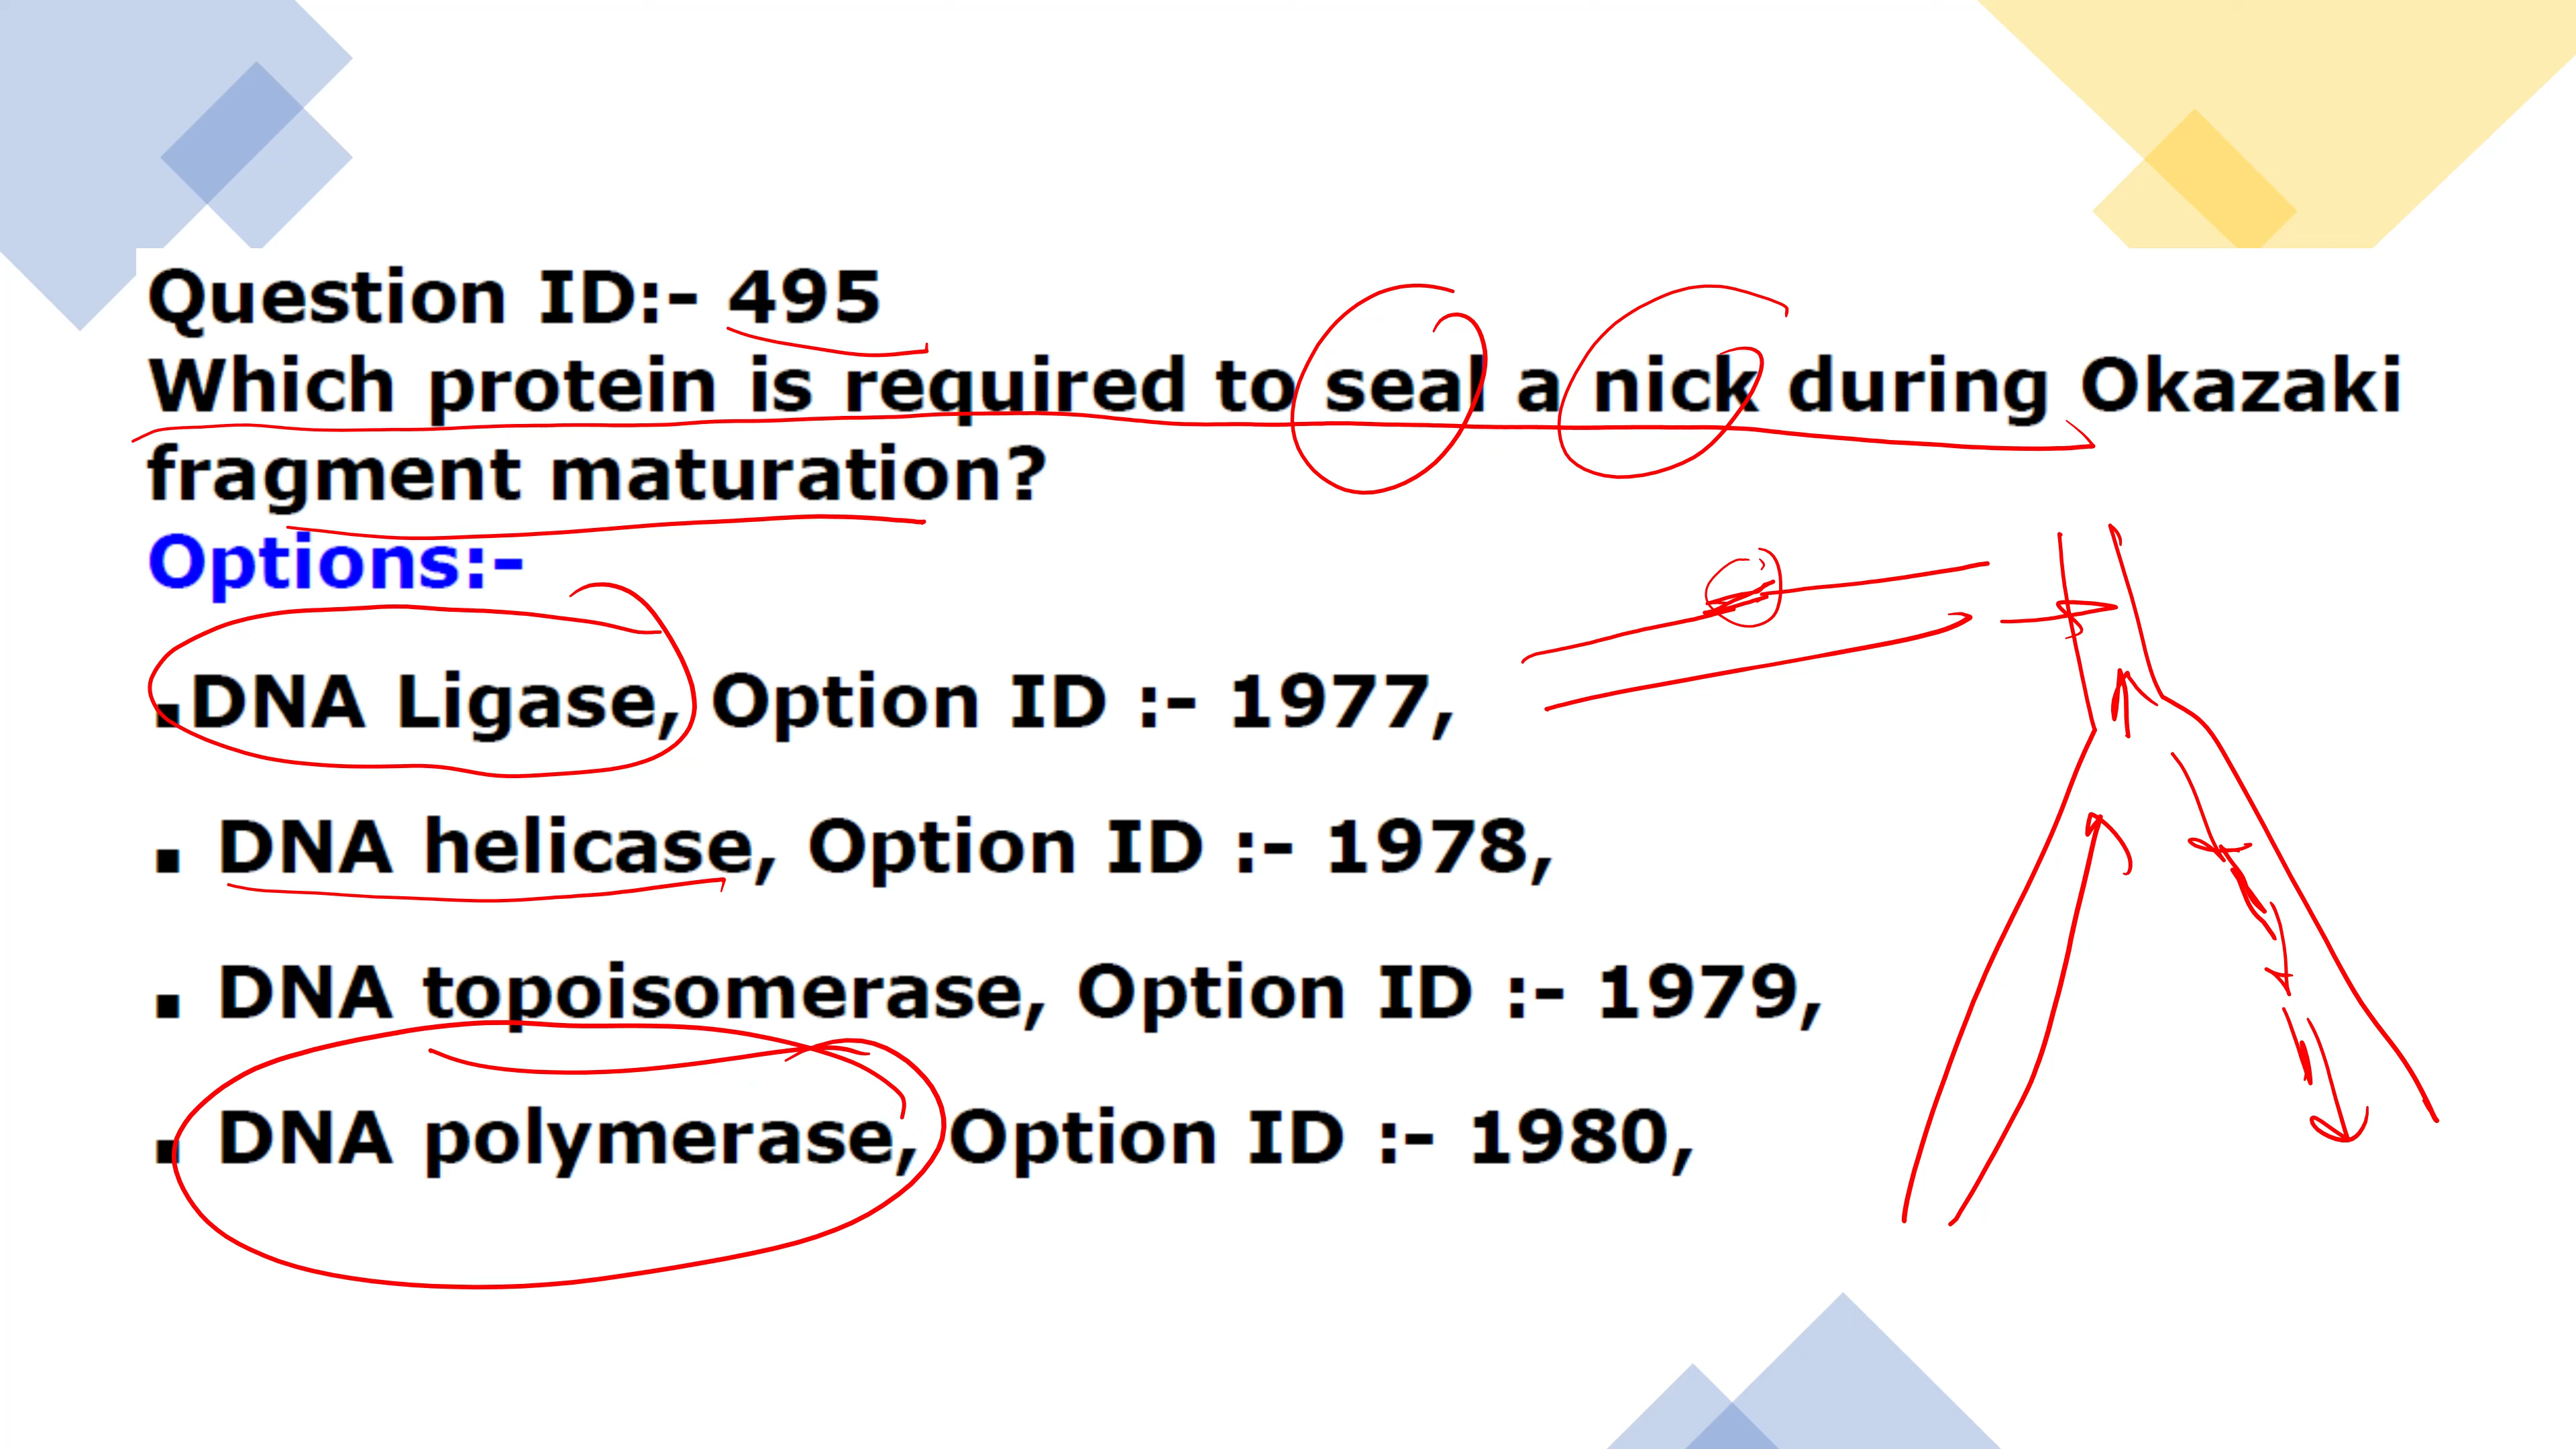 Question ID:- 495
Which protein is required to seal a nick during Okazaki
fragment maturation?
Options:-
▪DNA Ligase, Option ID :- 1977,
▪ DNA helicase, Option ID :- 1978,
▪ DNA topoisomerase, Option ID :- 1979,
▪ DNA polymerase, Option ID :- 1980,